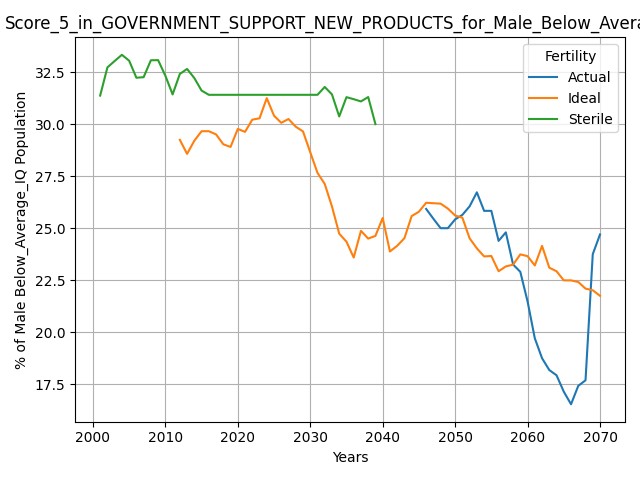 Score_5_in_GOVERNMENT_SUPPORT_NEW_PRODUCTS_for_Male_Below_Avera
Fertility
Actual
Ideal
Sterile
% of Male Below_Average_IQ Population
32.5
30.0
27.5
25.0
22.5
20.0
17.5
2000 2010 2020 2030 2040 2050 2060 2070
Years